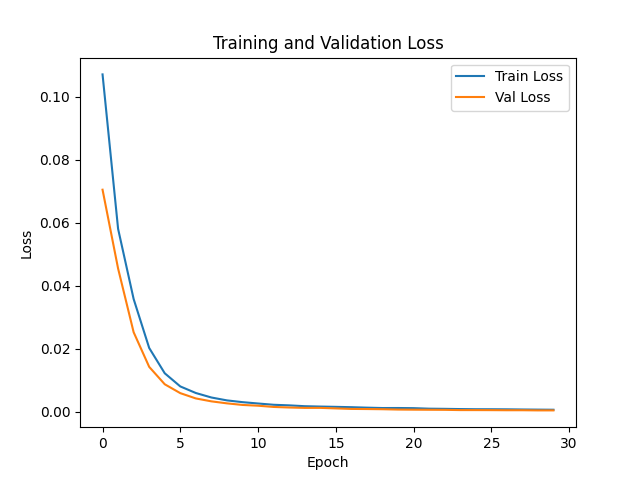 Training and Validation Loss
Train Loss
Val Loss
Loss
0.10
0.08
0.06
0.04
0.02
0.00
0 5 10 15 20 25 30
Epoch